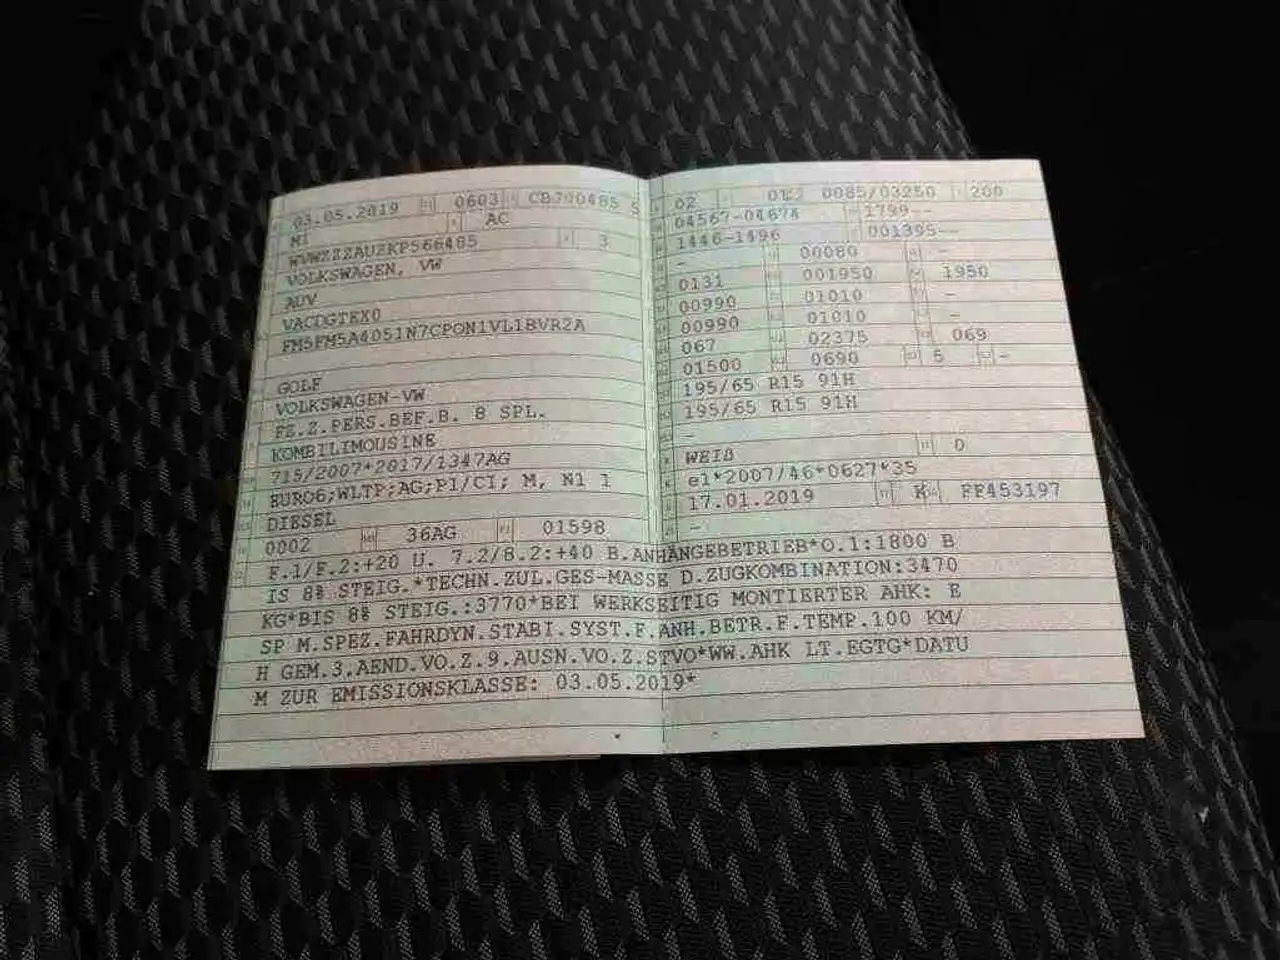 03.05.2019 0603 CB700485 5
M1 AC
WVWZZZAUZKP566485 3
VOLKSWAGEN, VW
AUV
VACDGTEX0
FM5FM5A4051N7CPON1VL1BVR2A
GOLF
VOLKSWAGEN-VW
FZ.Z.PERS.BEF.B. 8 SPL.
KOMBILIMOUSINE
715/2007*2017/1347AG
EURO6;WLTP;AG;PI/CI; M, N1 I
DIESEL
0002 36AG 01598
02 0085/03250 200
04567-04674 1799--
1446-1496 001395--
- 00080 -
0131 001950 1950
00990 01010 -
00990 01010 -
067 02375 069
01500 0690 5 -
195/65 R15 91H
195/65 R15 91H
-
WEIß 0
e1*2007/46*0627*35
17.01.2019 K FF453197
-
F.1/F.2:+20 U. 7.2/8.2:+40 B.ANHÄNGEBETRIEB*O.1:1800 B
IS 8% STEIG.*TECHN.ZUL.GES-MASSE D.ZUGKOMBINATION:3470
KG*BIS 8% STEIG.:3770*BEI WERKSEITIG MONTIERTER AHK: E
SP M.SPEZ.FAHRDYN.STABI.SYST.F.ANH.BETR.F.TEMP.100 KM/
H GEM.3.AEND.VO.Z.9.AUSN.VO.Z.STVO*WW.AHK LT.EGTG*DATU
M ZUR EMISSIONSKLASSE: 03.05.2019*